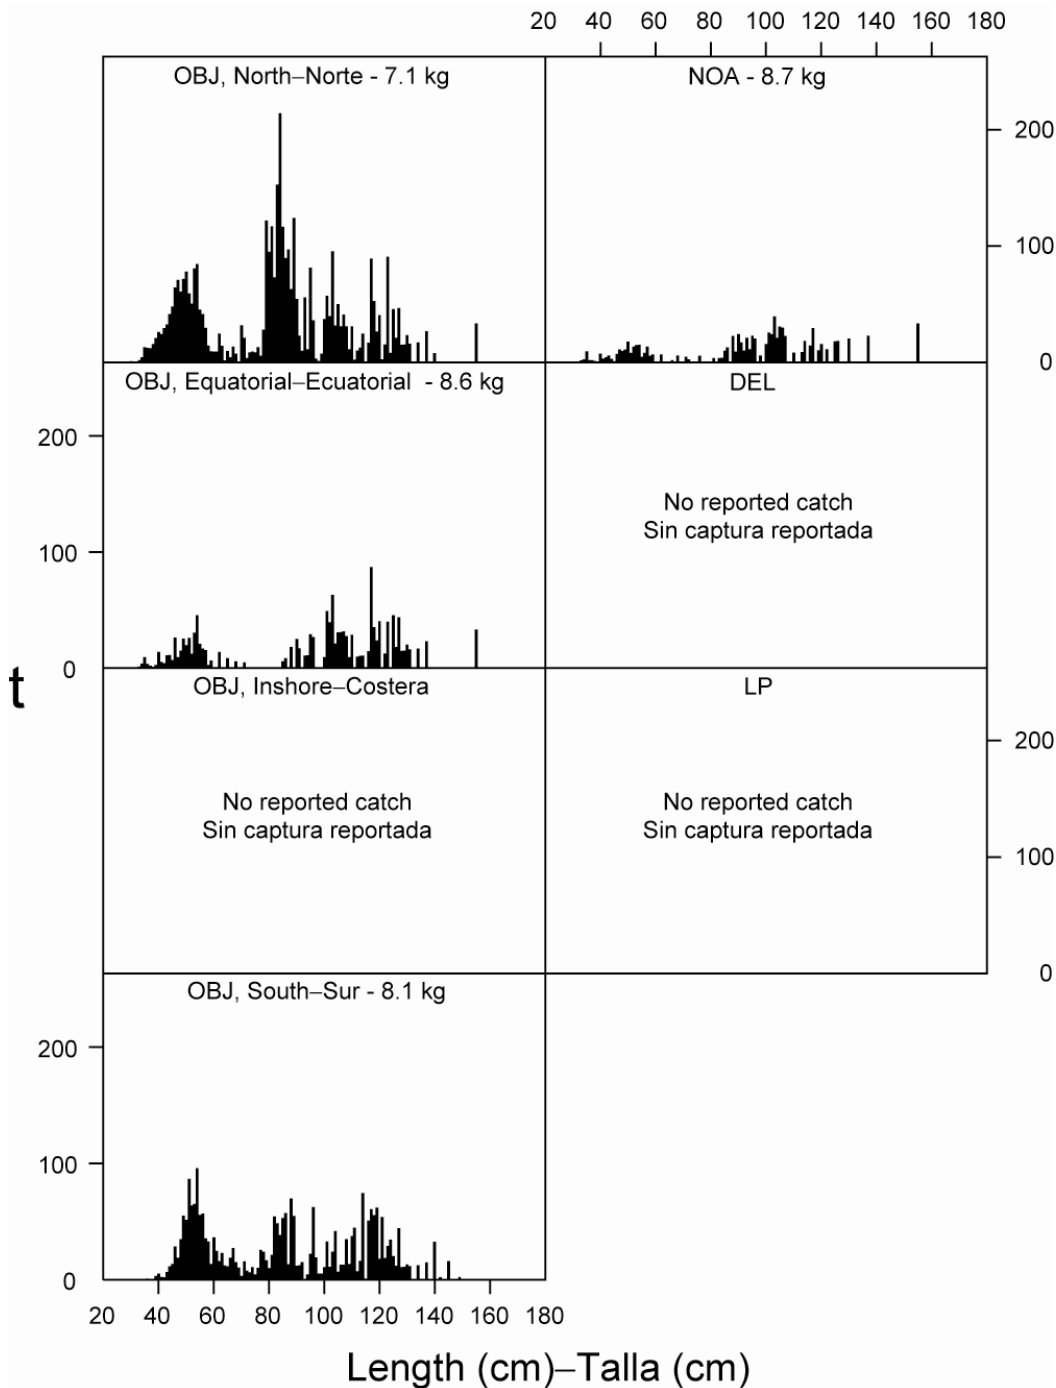 20 40 60 80 100 120 140 160 180
OBJ, North–Norte - 7.1 kg
NOA - 8.7 kg
200
100
0
OBJ, Equatorial–Ecuatorial - 8.6 kg
DEL
200
100
0
No reported catch
Sin captura reportada
t
OBJ, Inshore–Costera
LP
No reported catch
Sin captura reportada
No reported catch
Sin captura reportada
200
100
0
OBJ, South–Sur - 8.1 kg
200
100
0
20 40 60 80 100 120 140 160 180
Length (cm)–Talla (cm)